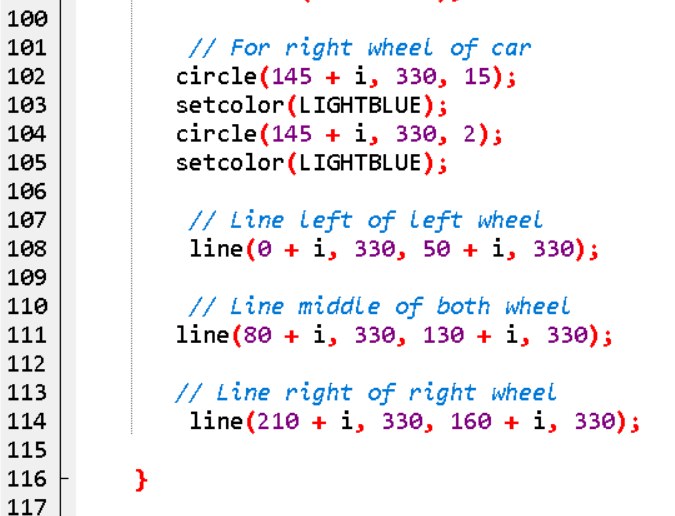 100
101 // For right wheel of car
102 circle(145 + i, 330, 15);
103 setcolor(LIGHTBLUE);
104 circle(145 + i, 330, 2);
105 setcolor(LIGHTBLUE);
106
107 // Line left of left wheel
108 line(0 + i, 330, 50 + i, 330);
109
110 // Line middle of both wheel
111 line(80 + i, 330, 130 + i, 330);
112
113 // Line right of right wheel
114 line(210 + i, 330, 160 + i, 330);
115
116 }
117